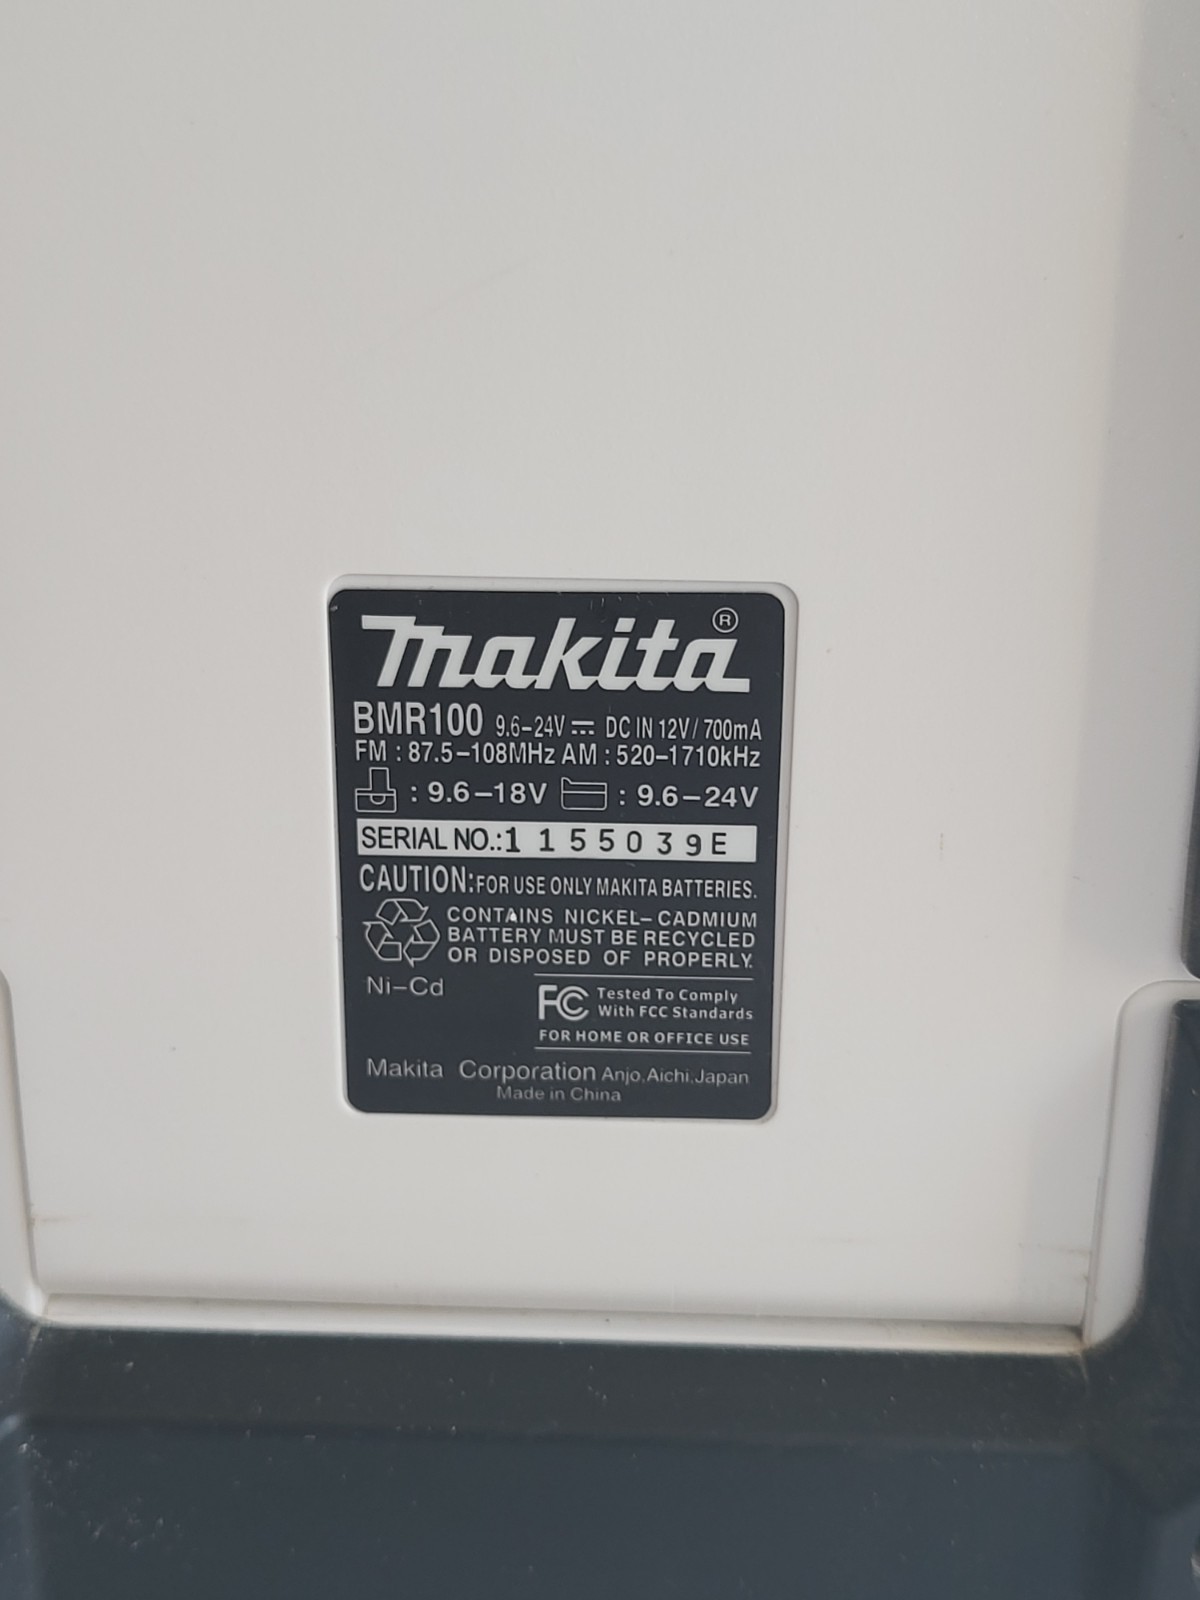 makita®
BMR100 9.6–24V ⎓ DC IN 12V / 700mA
FM : 87.5–108MHz AM : 520–1710kHz
: 9.6–18V : 9.6–24V
SERIAL NO.: 1 1 5 5 0 3 9 E
CAUTION: FOR USE ONLY MAKITA BATTERIES.
CONTAINS NICKEL–CADMIUM
BATTERY MUST BE RECYCLED
OR DISPOSED OF PROPERLY.
Ni–Cd
FC Tested To Comply
With FCC Standards
FOR HOME OR OFFICE USE
Makita Corporation Anjo, Aichi, Japan
Made in China